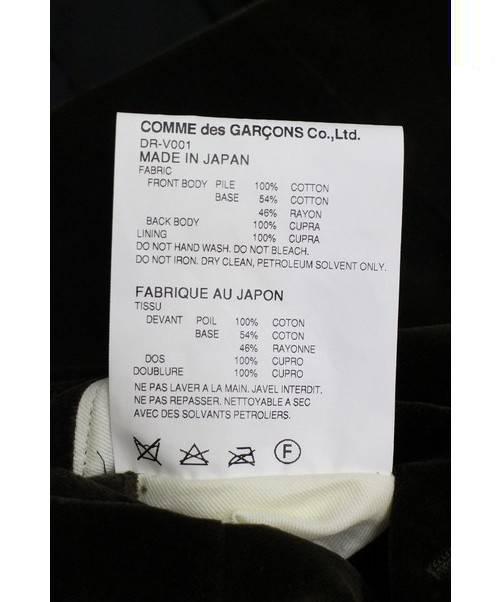 COMME des GARÇONS Co.,Ltd.
DR-V001
MADE IN JAPAN
FABRIC
FRONT BODY PILE 100% COTTON
BASE 54% COTTON
46% RAYON
BACK BODY 100% CUPRA
LINING 100% CUPRA
DO NOT HAND WASH. DO NOT BLEACH.
DO NOT IRON. DRY CLEAN, PETROLEUM SOLVENT ONLY.
FABRIQUE AU JAPON
TISSU
DEVANT POIL 100% COTON
BASE 54% COTON
46% RAYONNE
DOS 100% CUPRO
DOUBLURE 100% CUPRO
NE PAS LAVER A LA MAIN. JAVEL INTERDIT.
NE PAS REPASSER. NETTOYABLE A SEC
AVEC DES SOLVANTS PETROLIERS.
F